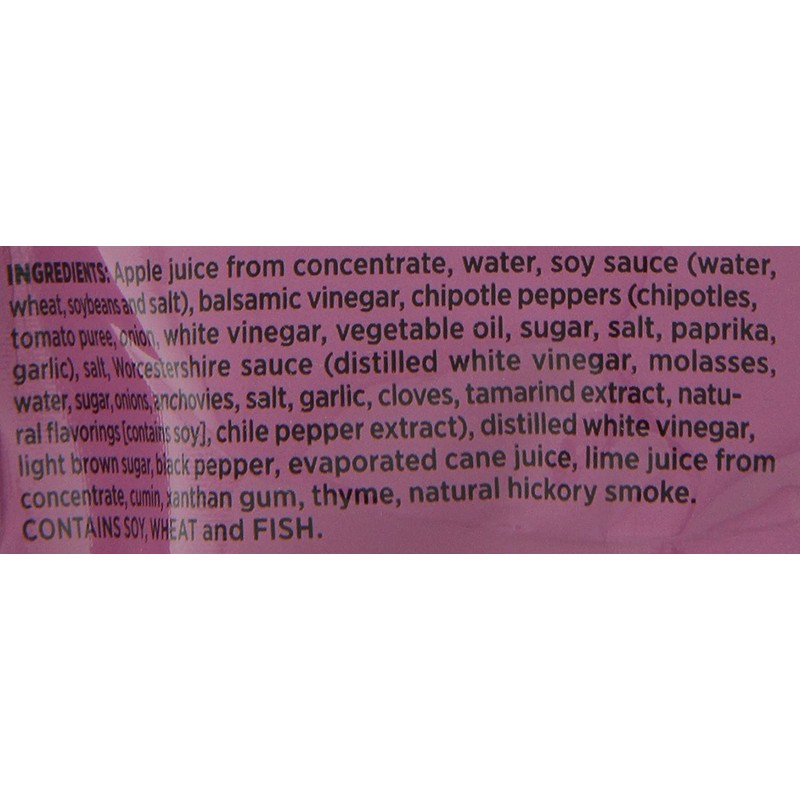 INGREDIENTS: Apple juice from concentrate, water, soy sauce (water,
wheat, soybeans and salt), balsamic vinegar, chipotle peppers (chipotles,
tomato puree, onion, white vinegar, vegetable oil, sugar, salt, paprika,
garlic), salt, Worcestershire sauce (distilled white vinegar, molasses,
water, sugar, onions, anchovies, salt, garlic, cloves, tamarind extract, natu-
ral flavorings [contains soy], chile pepper extract), distilled white vinegar,
light brown sugar, black pepper, evaporated cane juice, lime juice from
concentrate, cumin, xanthan gum, thyme, natural hickory smoke.
CONTAINS SOY, WHEAT and FISH.